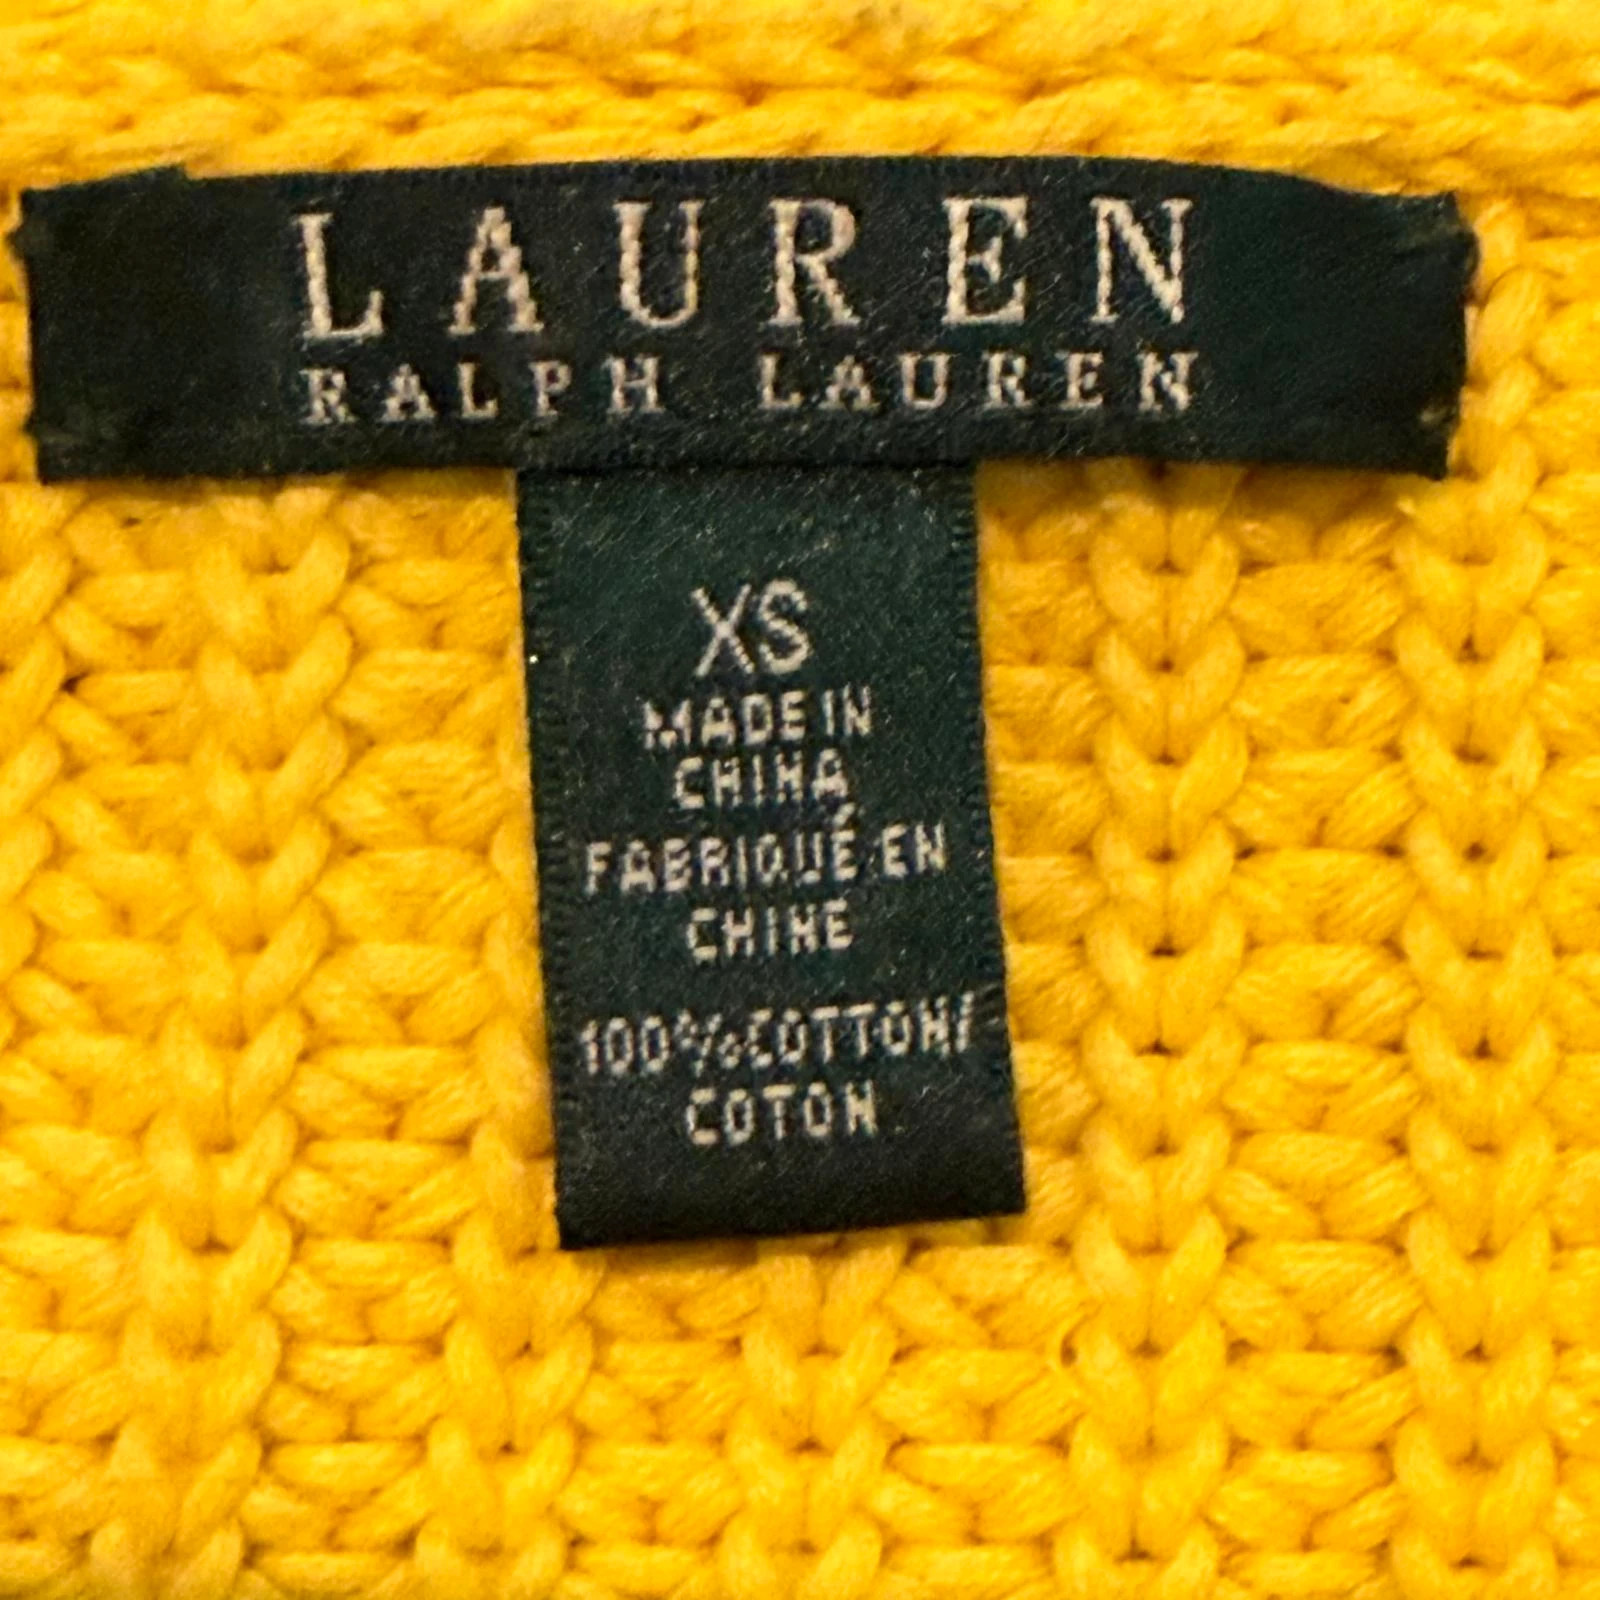 LAUREN
RALPH LAUREN
XS
MADE IN
CHINA
FABRIQUÉ EN
CHINE
100% COTTON/
COTON